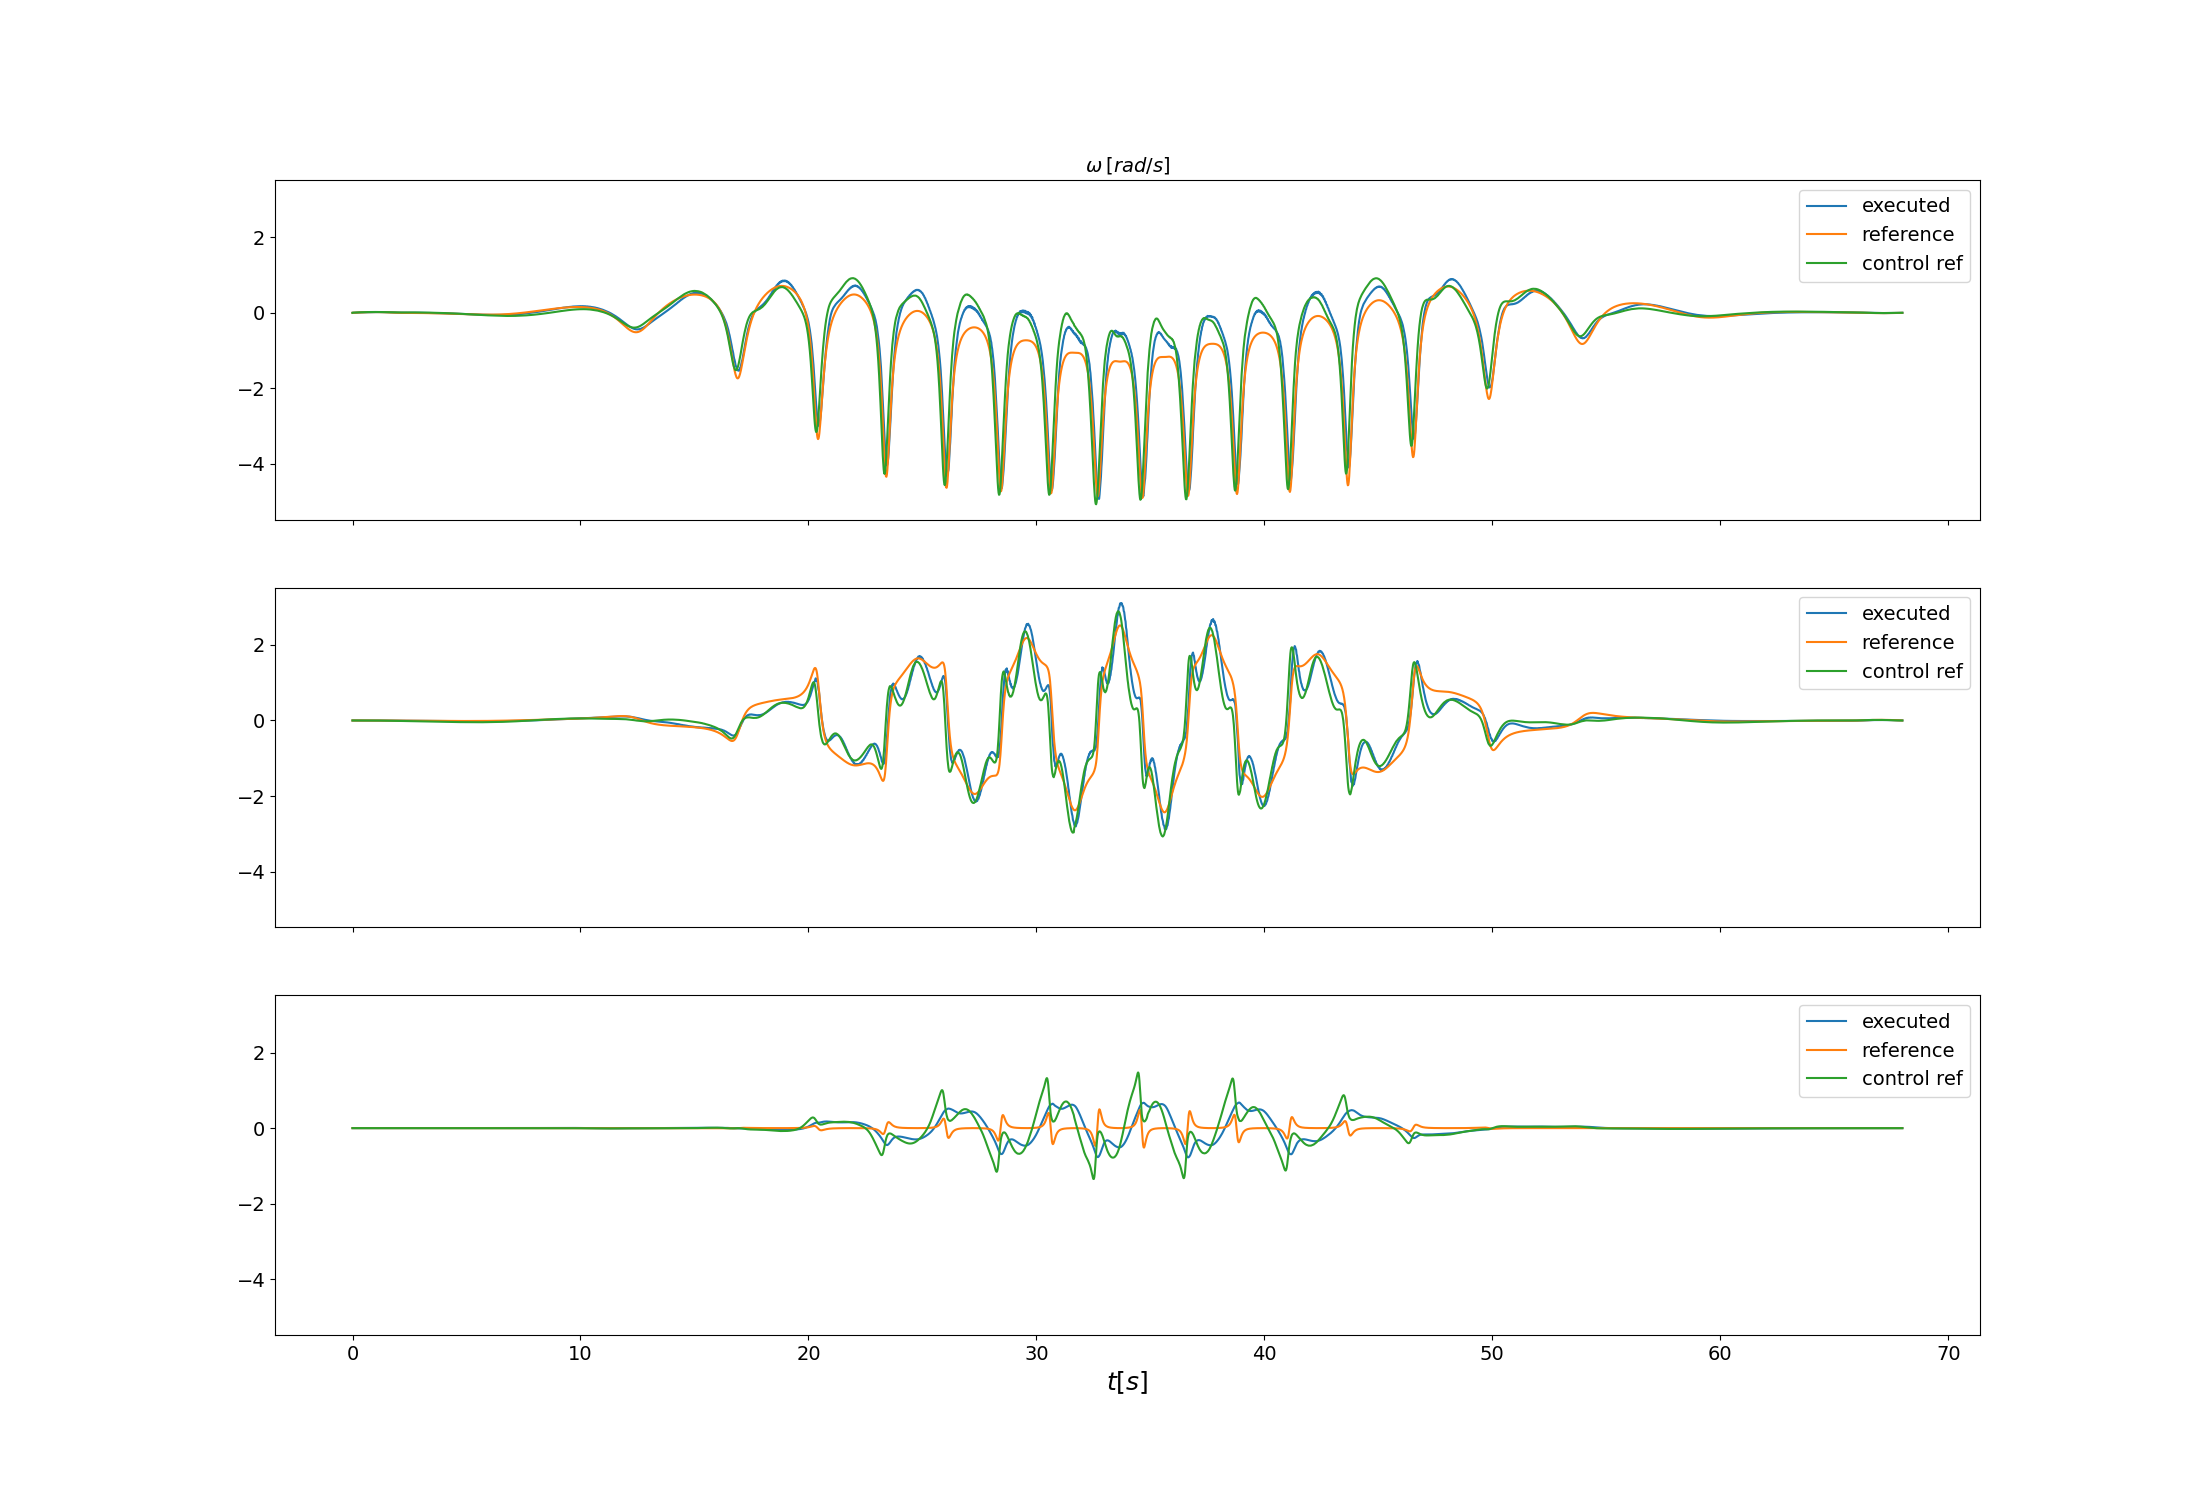 ω [rad/s]
executed
reference
control ref
2
0
−2
−4
executed
reference
control ref
2
0
−2
−4
executed
reference
control ref
2
0
−2
−4
0 10 20 30 40 50 60 70
t[s]